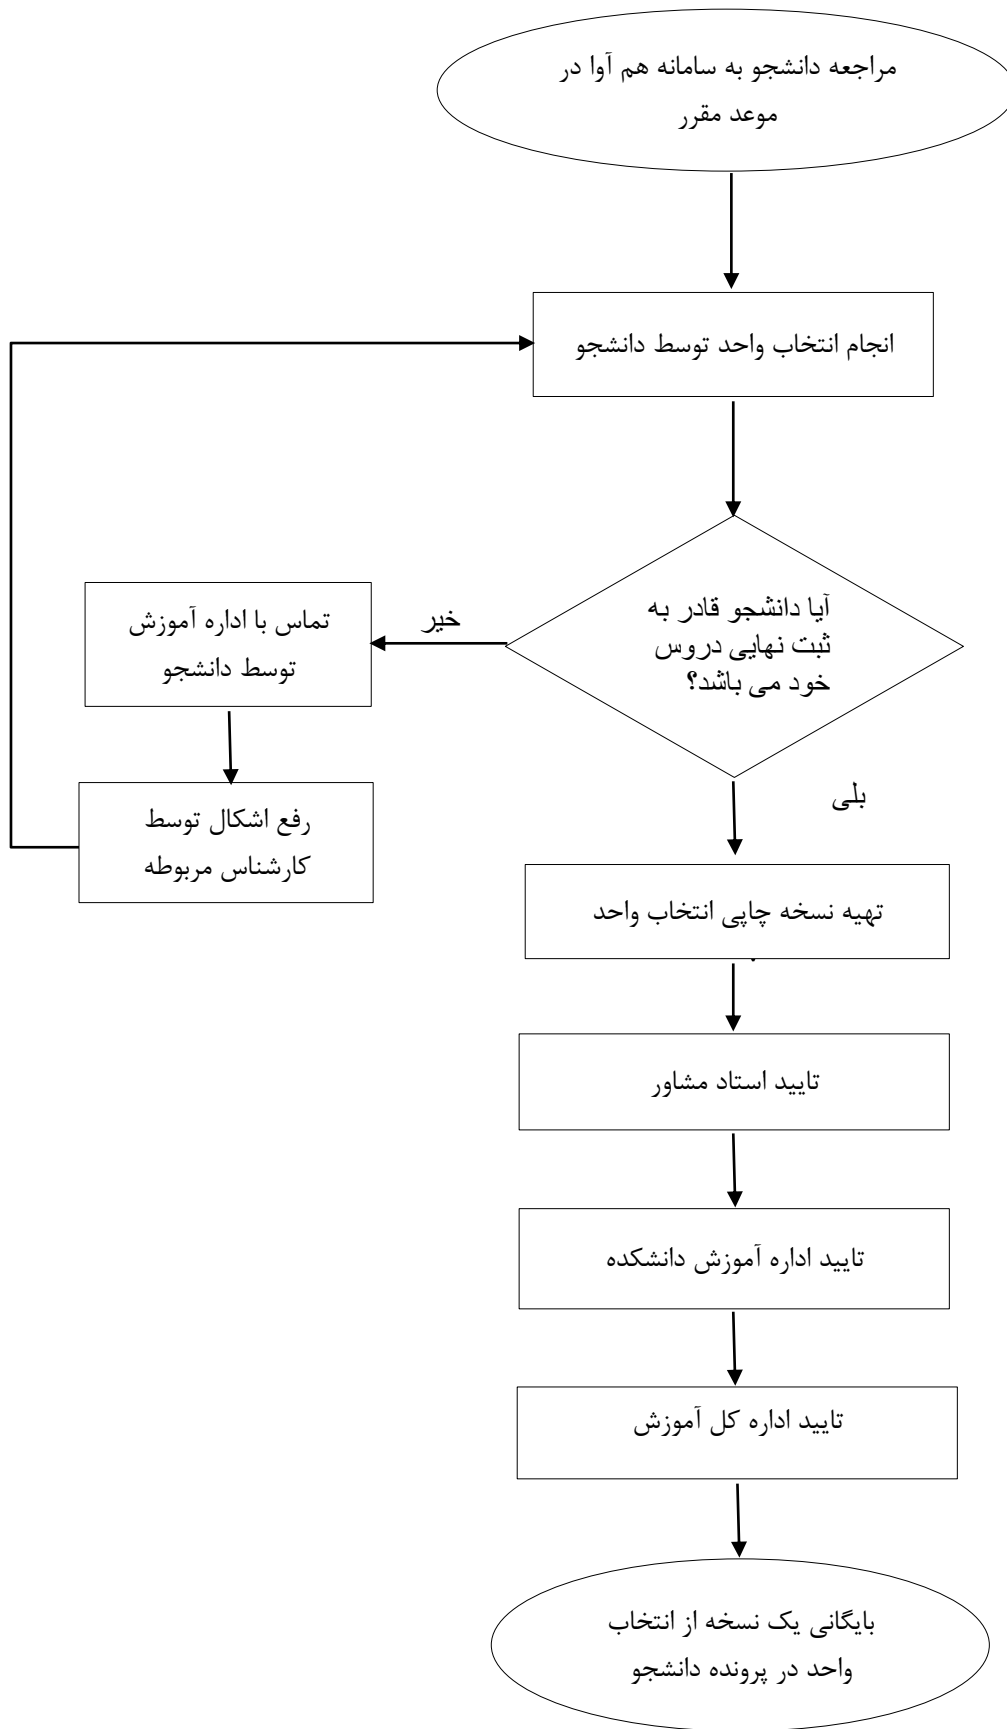 مراجعه دانشجو به سامانه هم آوا در
موعد مقرر
انجام انتخاب واحد توسط دانشجو
آیا دانشجو قادر به
ثبت نهایی دروس
خود می باشد؟
خیر
تماس با اداره آموزش
توسط دانشجو
رفع اشکال توسط
کارشناس مربوطه
بلی
تهیه نسخه چاپی انتخاب واحد
تایید استاد مشاور
تایید اداره آموزش دانشکده
تایید اداره کل آموزش
بایگانی یک نسخه از انتخاب
واحد در پرونده دانشجو